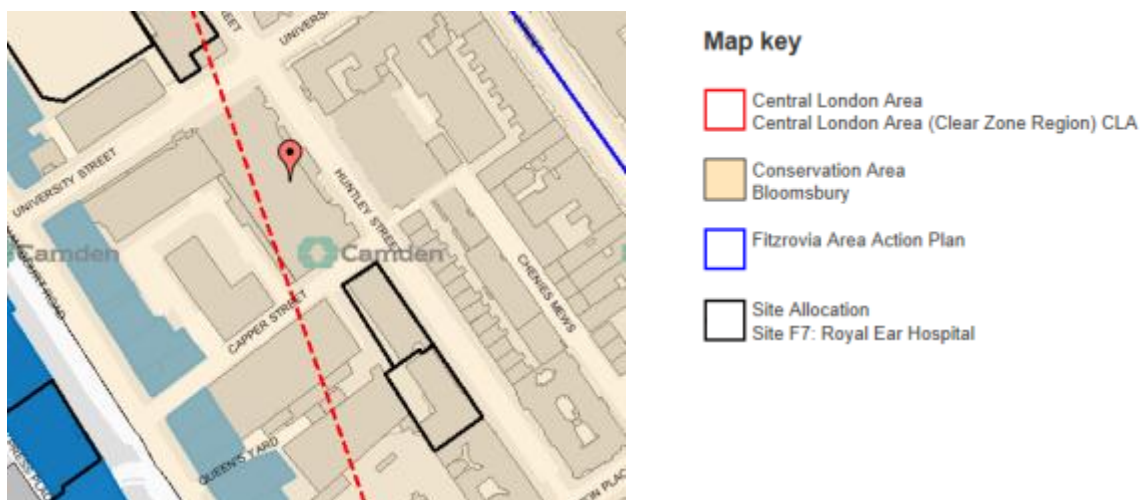 STREET
UNIVERS
UNIVERSITY STREET
HUNTLEY STREET
Camden
Camden
CAPPER STREET
CHENIES MEWS
QUEEN'S YARD
Map key
Central London Area
Central London Area (Clear Zone Region) CLA
Conservation Area
Bloomsbury
Fitzrovia Area Action Plan
Site Allocation
Site F7: Royal Ear Hospital